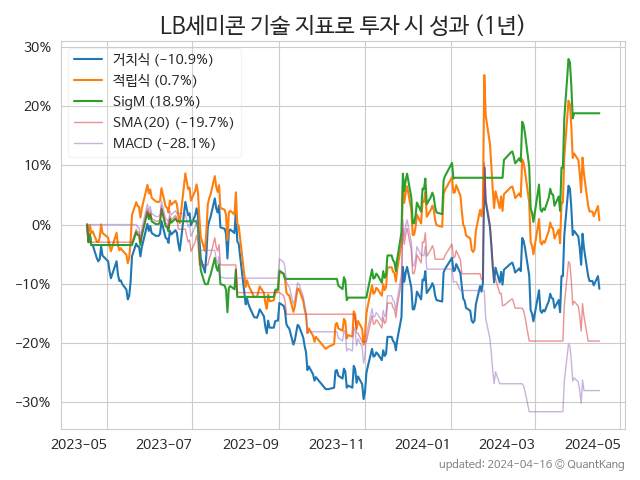 LB세미콘 기술 지표로 투자 시 성과 (1년)
30%
20%
10%
0%
−10%
−20%
−30%
거치식 (−10.9%)
적립식 (0.7%)
SigM (18.9%)
SMA(20) (−19.7%)
MACD (−28.1%)
2023−05
2023−07
2023−09
2023−11
2024−01
2024−03
2024−05
updated: 2024−04−16 © QuantKang